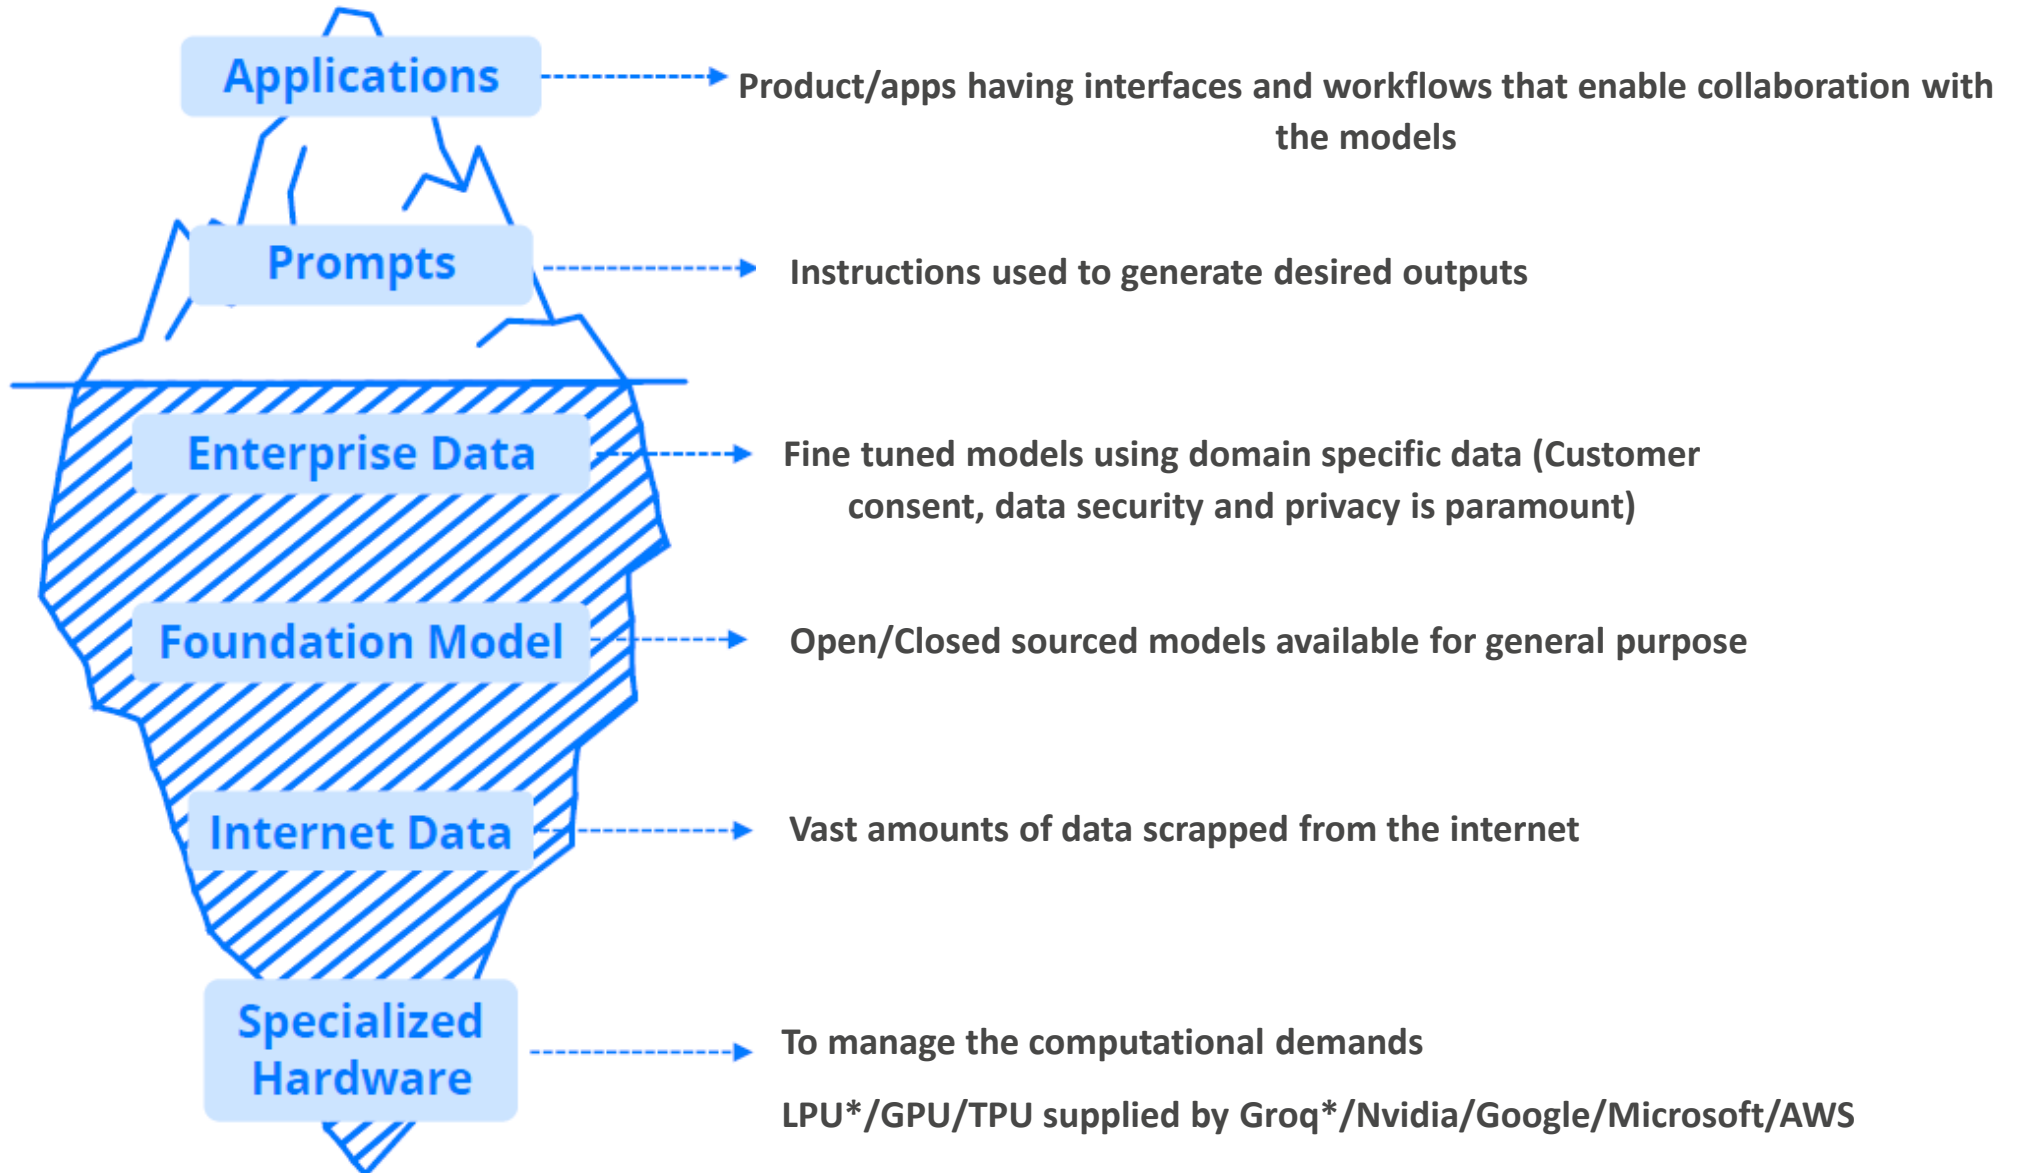 Applications
Product/apps having interfaces and workflows that enable collaboration with
the models
Prompts
Instructions used to generate desired outputs
Enterprise Data
Fine tuned models using domain specific data (Customer
consent, data security and privacy is paramount)
Foundation Model
Open/Closed sourced models available for general purpose
Internet Data
Vast amounts of data scrapped from the internet
Specialized
Hardware
To manage the computational demands
LPU*/GPU/TPU supplied by Groq*/Nvidia/Google/Microsoft/AWS